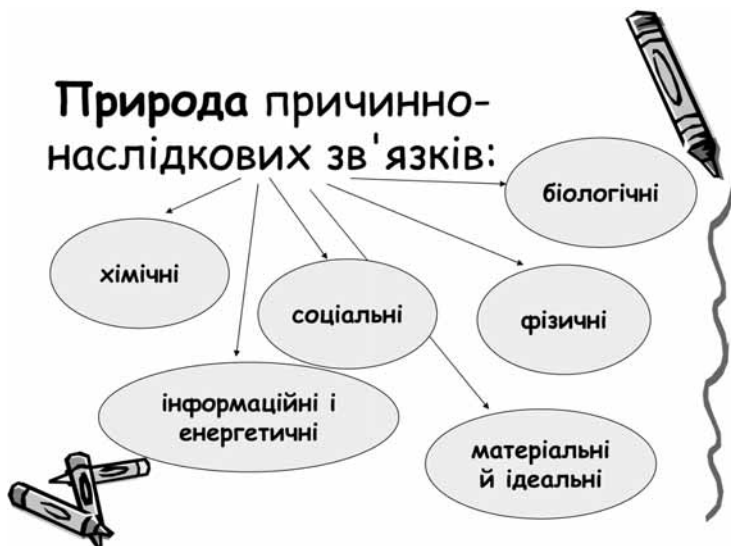 Природа причинно-
наслідкових зв'язків:
біологічні
хімічні
соціальні
фізичні
інформаційні і
енергетичні
матеріальні
й ідеальні